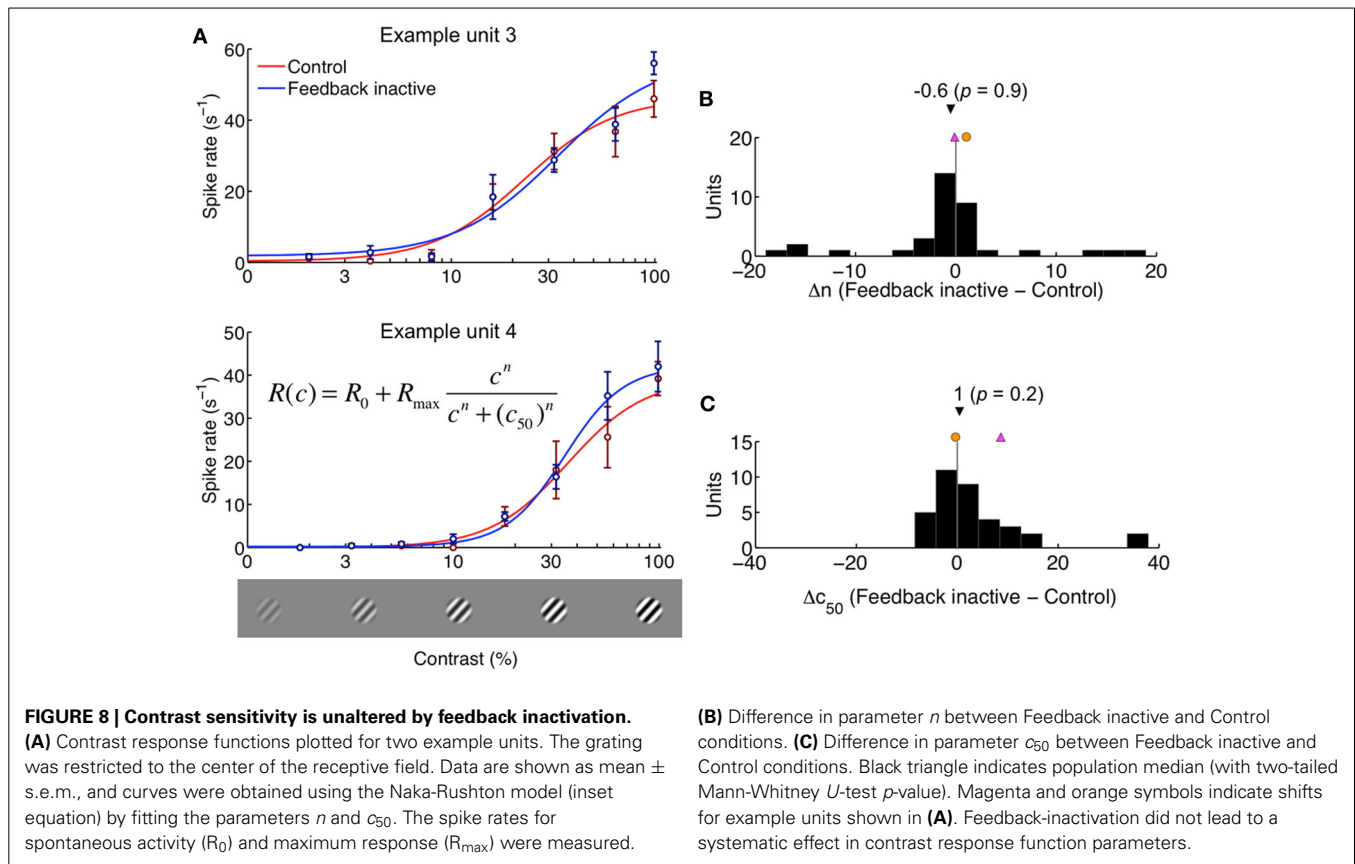 A
Example unit 3
60
40
20
0
Spike rate (s⁻¹)
Control
Feedback inactive
0 3 10 30 100
Example unit 4
50
40
30
20
10
0
Spike rate (s⁻¹)
R(c) = R₀ + Rmax cⁿ / (cⁿ + (c₅₀)ⁿ)
0 3 10 30 100
Contrast (%)
B
-0.6 (p = 0.9)
20
10
0
Units
−20 −10 0 10 20
Δn (Feedback inactive − Control)
C
1 (p = 0.2)
15
10
5
0
Units
−40 −20 0 20 40
Δc₅₀ (Feedback inactive − Control)
FIGURE 8 | Contrast sensitivity is unaltered by feedback inactivation.
(A) Contrast response functions plotted for two example units. The grating
was restricted to the center of the receptive field. Data are shown as mean ±
s.e.m., and curves were obtained using the Naka-Rushton model (inset
equation) by fitting the parameters n and c₅₀. The spike rates for
spontaneous activity (R₀) and maximum response (Rmax) were measured.
(B) Difference in parameter n between Feedback inactive and Control
conditions. (C) Difference in parameter c₅₀ between Feedback inactive and
Control conditions. Black triangle indicates population median (with two-tailed
Mann-Whitney U-test p-value). Magenta and orange symbols indicate shifts
for example units shown in (A). Feedback-inactivation did not lead to a
systematic effect in contrast response function parameters.